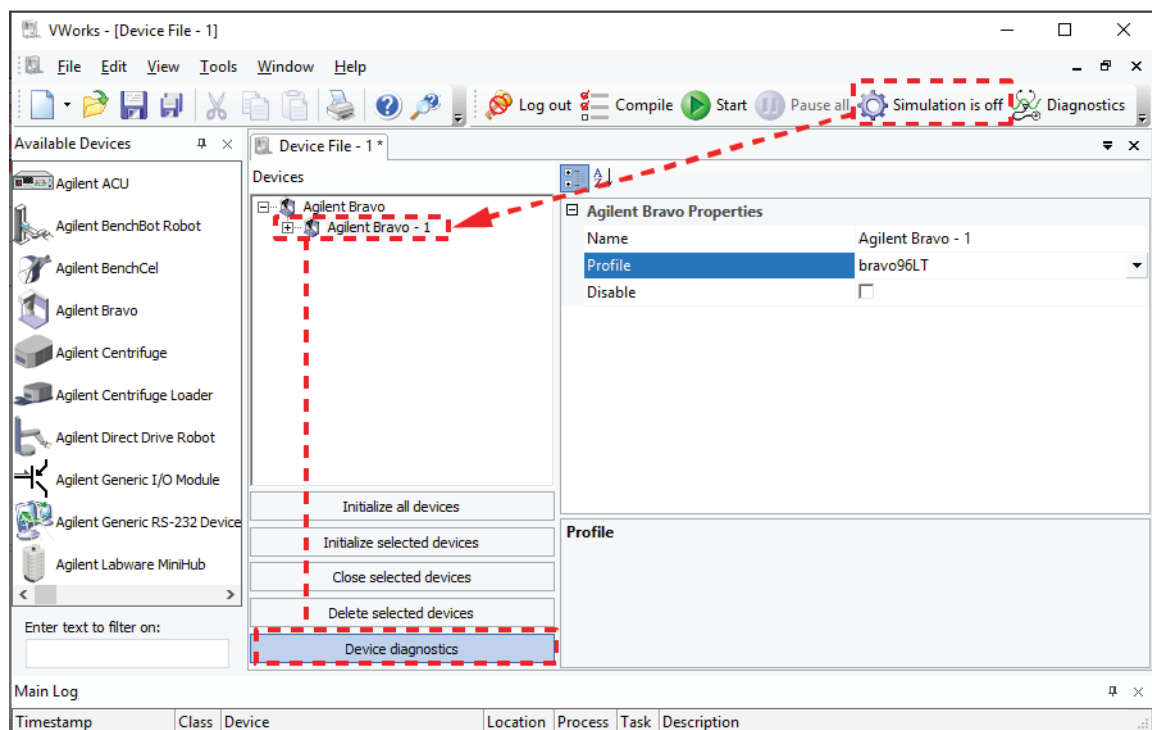 VWorks - [Device File - 1]
File Edit View Tools Window Help
Log out Compile Start Pause all Simulation is off Diagnostics
Available Devices
Agilent ACU
Agilent BenchBot Robot
Agilent BenchCel
Agilent Bravo
Agilent Centrifuge
Agilent Centrifuge Loader
Agilent Direct Drive Robot
Agilent Generic I/O Module
Agilent Generic RS-232 Device
Agilent Labware MiniHub
Enter text to filter on:
Device File - 1 *
Devices
Agilent Bravo
Agilent Bravo - 1
Initialize all devices
Initialize selected devices
Close selected devices
Delete selected devices
Device diagnostics
Agilent Bravo Properties
Name Agilent Bravo - 1
Profile bravo96LT
Disable
Profile
Main Log
Timestamp Class Device Location Process Task Description